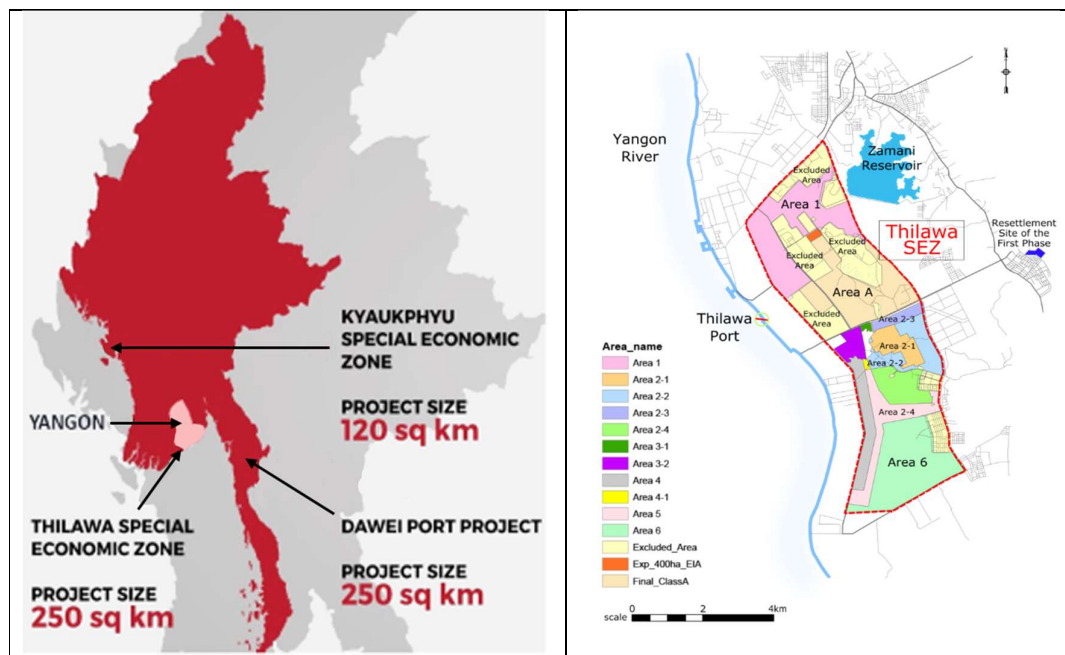 KYAUKPHYU
SPECIAL ECONOMIC
ZONE
PROJECT SIZE
120 sq km
YANGON
THILAWA SPECIAL
ECONOMIC ZONE
PROJECT SIZE
250 sq km
DAWEI PORT PROJECT
PROJECT SIZE
250 sq km
Yangon
River
Zamani
Reservoir
Excluded
Area
Area 1
Thilawa
SEZ
Resettlement
Site of the
First Phase
Excluded
Area
Excluded
Area
Area A
Excluded
Area
Thilawa
Port
Area 2-3
Area 2-1
Area 2-2
Area 2-4
Area 6
Area_name
Area 1
Area 2-1
Area 2-2
Area 2-3
Area 2-4
Area 3-1
Area 3-2
Area 4
Area 4-1
Area 5
Area 6
Excluded_Area
Exp_400ha_EIA
Final_ClassA
scale
0 2 4km